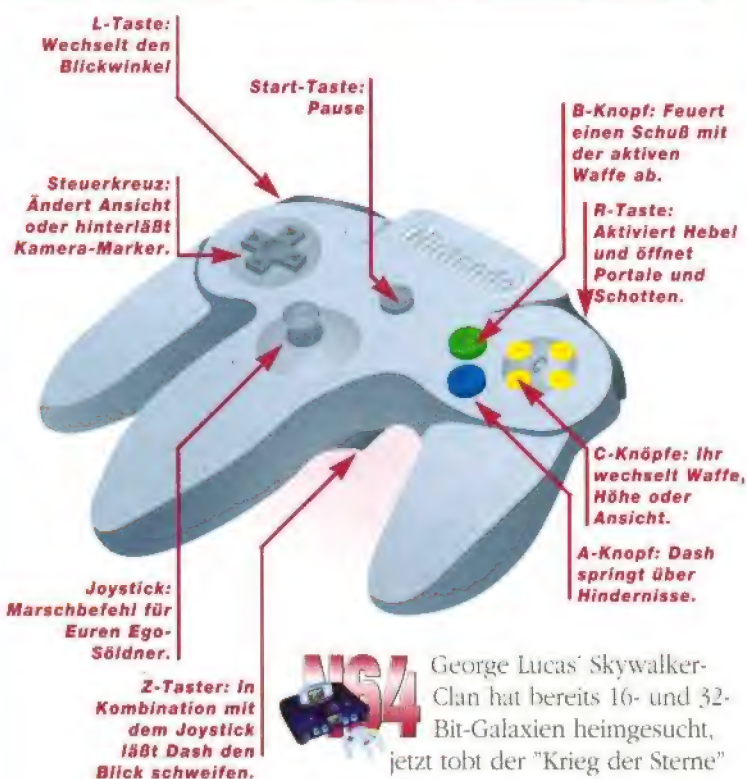 L-Taste:
Wechselt den
Blickwinkel
Start-Taste:
Pause
B-Knopf: Feuert
einen Schuß mit
der aktiven
Waffe ab.
Steuerkreuz:
Ändert Ansicht
oder hinterläßt
Kamera-Marker.
R-Taste:
Aktiviert Hebel
und öffnet
Portale und
Schotten.
Nintendo
C
C-Knöpfe: Ihr
wechselt Waffe,
Höhe oder
Ansicht.
A-Knopf: Dash
springt über
Hindernisse.
Joystick:
Marschbefehl für
Euren Ego-
Söldner.
Z-Taster: In
Kombination mit
dem Joystick
läßt Dash den
Blick schweifen.
N64
George Lucas' Skywalker-
Clan hat bereits 16- und 32-
Bit-Galaxien heimgesucht,
jetzt tobt der "Krieg der Sterne"